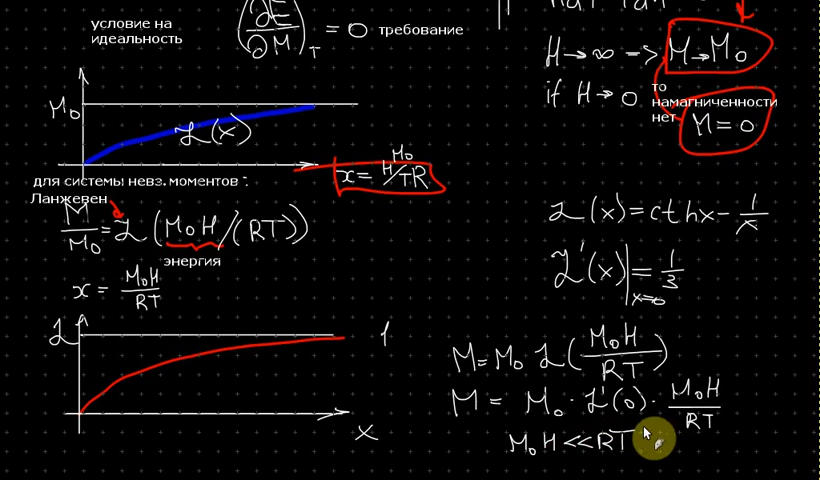 условие на
идеальность
(∂E/∂M)_T = 0 требование
H → ∞ -> M → M₀
if H → 0 то
намагниченности
нет M = 0
M₀
ℒ(x)
x = M₀H/TR
для системы невз. моментов :
Ланжевен
M/M₀ = ℒ(M₀H/(RT))
энергия
x = M₀H/RT
ℒ(x) = cthx - 1/x
ℒ'(x)|ₓ₌₀ = 1/3
ℒ
1
x
M = M₀ ℒ(M₀H/RT)
M = M₀ · ℒ'(0) · M₀H/RT
M₀H << RT